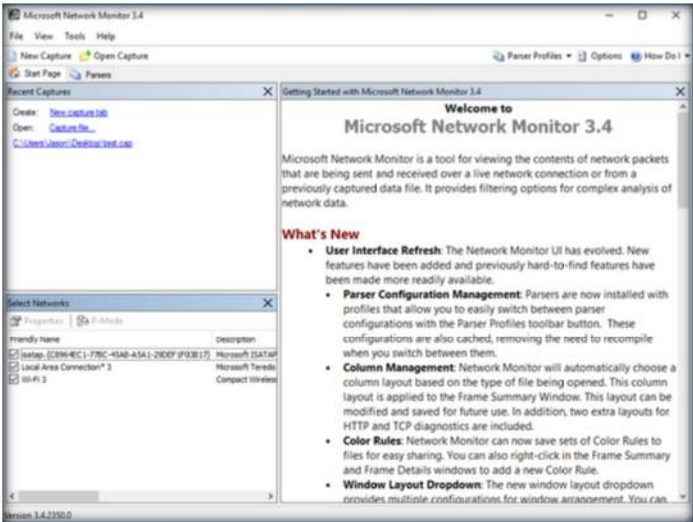 Microsoft Network Monitor 3.4
File View Tools Help
New Capture Open Capture
Parser Profiles Options How Do I
Start Page Parsers
Recent Captures
Create: New capture tab
Open: Capture file...
C:\Users\Jason\Desktop\test.cap
Select Networks
Properties P-Mode
Friendly Name Description
Microsoft ISATAP
Local Area Connection* 3 Microsoft Teredo
Wi-Fi 3 Compact Wireless
Getting Started with Microsoft Network Monitor 3.4
Welcome to
Microsoft Network Monitor 3.4
Microsoft Network Monitor is a tool for viewing the contents of network packets
that are being sent and received over a live network connection or from a
previously captured data file. It provides filtering options for complex analysis of
network data.
What's New
• User Interface Refresh: The Network Monitor UI has evolved. New
features have been added and previously hard-to-find features have
been made more readily available.
• Parser Configuration Management: Parsers are now installed with
profiles that allow you to easily switch between parser
configurations with the Parser Profiles toolbar button. These
configurations are also cached, removing the need to recompile
when you switch between them.
• Column Management: Network Monitor will automatically choose a
column layout based on the type of file being opened. This column
layout is applied to the Frame Summary Window. This layout can be
modified and saved for future use. In addition, two extra layouts for
HTTP and TCP diagnostics are included.
• Color Rules: Network Monitor can now save sets of Color Rules to
files for easy sharing. You can also right-click in the Frame Summary
and Frame Details windows to add a new Color Rule.
• Window Layout Dropdown: The new window layout dropdown
provides multiple configurations for window arrangement. You can
Version 3.4.2350.0